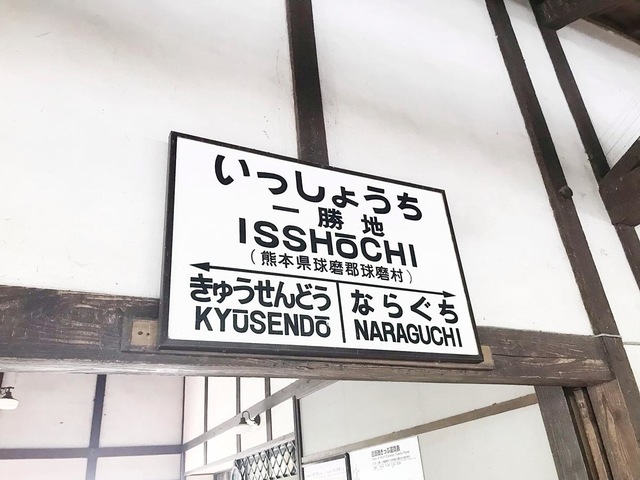 いっしょうち
一勝地
ISSHŌCHI
(熊本県球磨郡球磨村)
きゅうせんどう ならぐち
KYŪSENDŌ NARAGUCHI